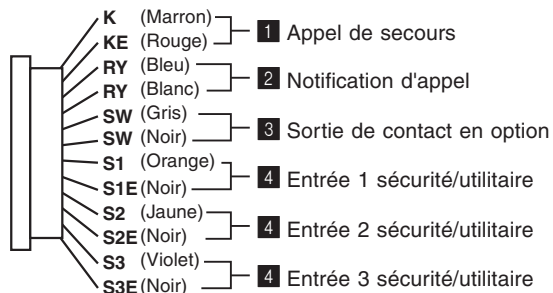 K (Marron)
KE (Rouge)
1 Appel de secours
RY (Bleu)
RY (Blanc)
2 Notification d'appel
SW (Gris)
SW (Noir)
3 Sortie de contact en option
S1 (Orange)
S1E (Noir)
4 Entrée 1 sécurité/utilitaire
S2 (Jaune)
S2E (Noir)
4 Entrée 2 sécurité/utilitaire
S3 (Violet)
S3E (Noir)
4 Entrée 3 sécurité/utilitaire